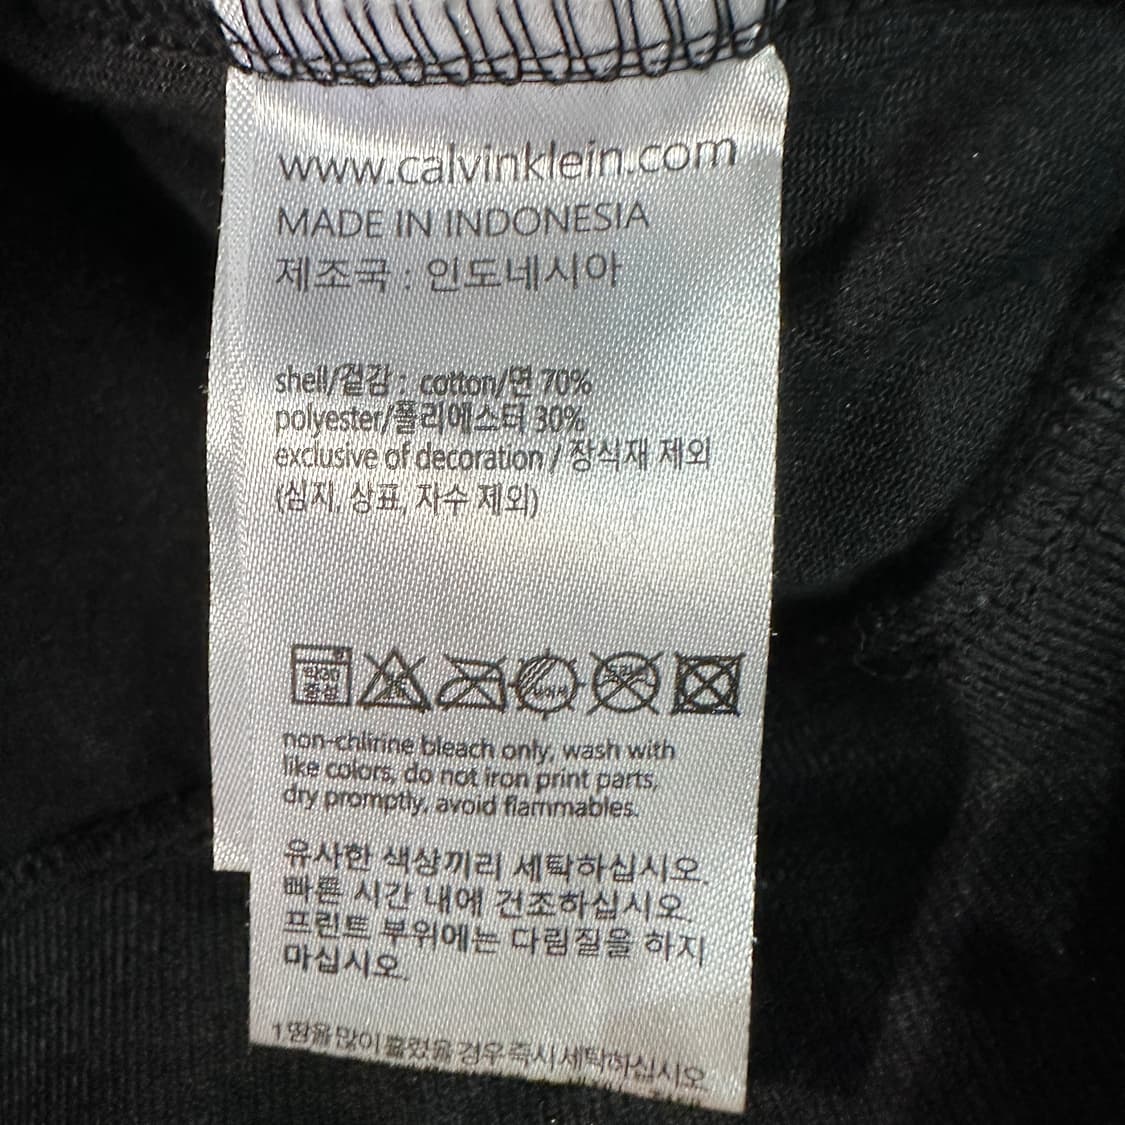 www.calvinklein.com
MADE IN INDONESIA
제조국 : 인도네시아
shell/겉감 : cotton/면 70%
polyester/폴리에스터 30%
exclusive of decoration / 장식재 제외
(심지, 상표, 자수 제외)
non-chlirine bleach only, wash with
like colors, do not iron print parts,
dry promptly, avoid flammables.
유사한 색상끼리 세탁하십시오.
빠른 시간 내에 건조하십시오.
프린트 부위에는 다림질을 하지
마십시오.
1 땀을 많이 흘렸을 경우 즉시 세탁하십시오